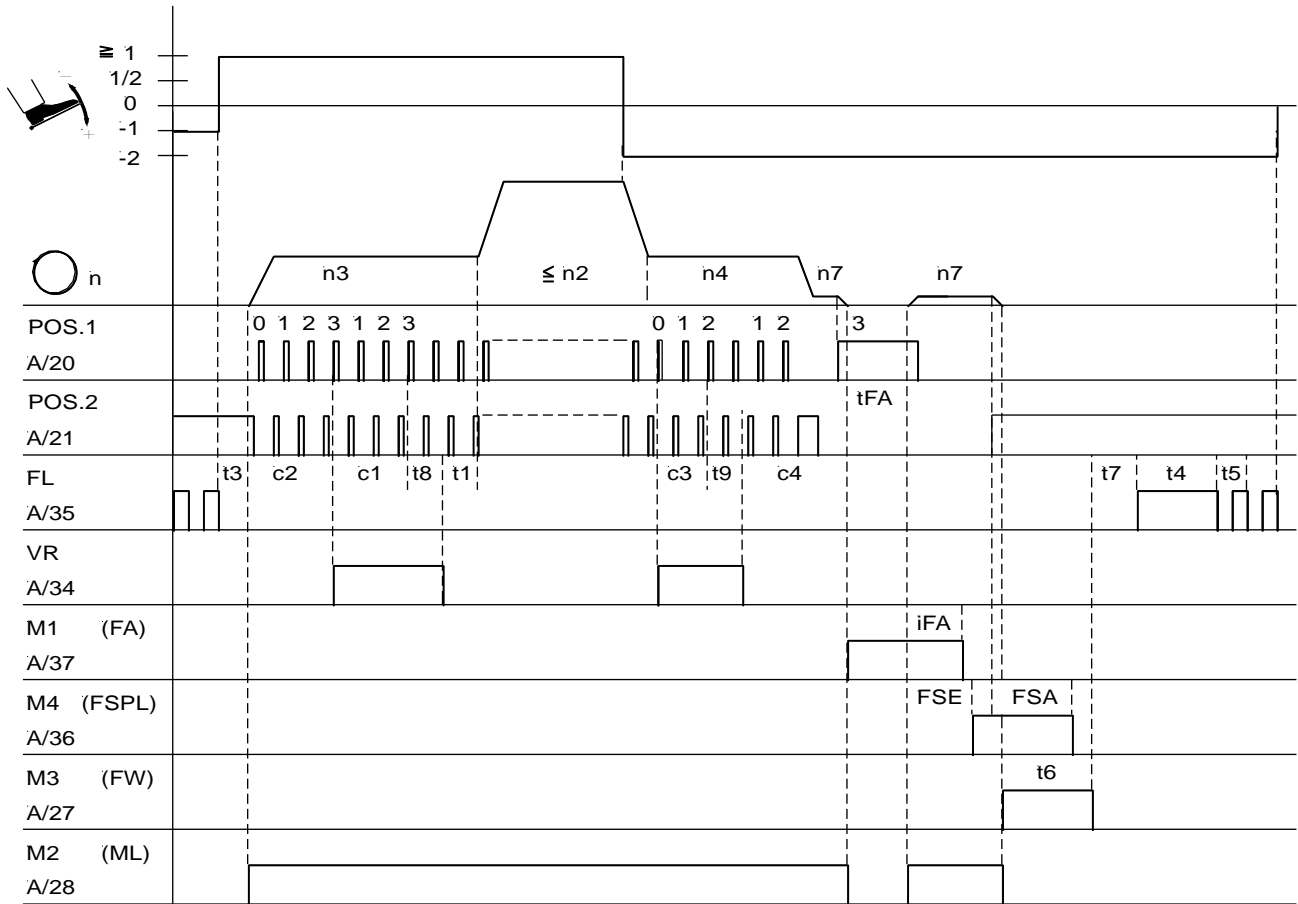 ≧ 1
1/2
0
-1
-2
− +
n n3 ≦ n2 n4 n7 n7
POS.1 0 1 2 3 1 2 3 0 1 2 1 2 3
A/20
POS.2 tFA
A/21
FL t3 c2 c1 t8 t1 c3 t9 c4 t7 t4 t5
A/35
VR
A/34
M1 (FA) iFA
A/37
M4 (FSPL) FSE FSA
A/36
M3 (FW) t6
A/27
M2 (ML)
A/28